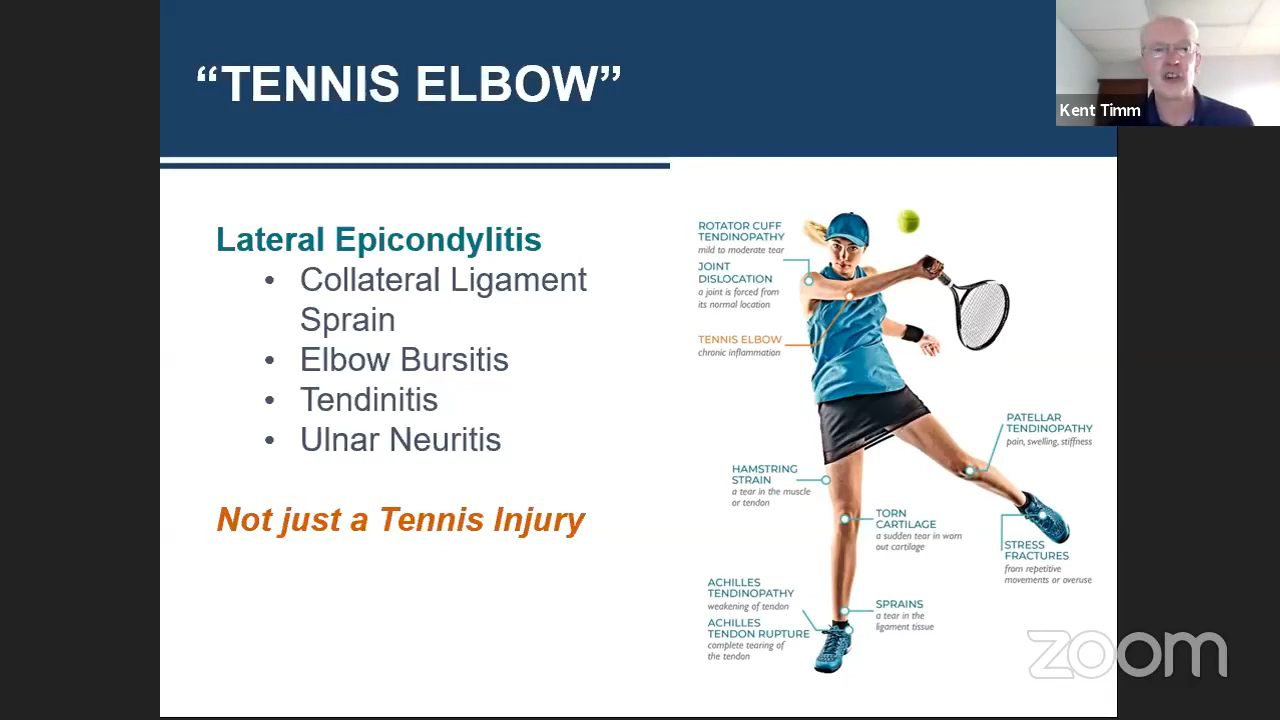 “TENNIS ELBOW”
Kent Timm
Lateral Epicondylitis
• Collateral Ligament
Sprain
• Elbow Bursitis
• Tendinitis
• Ulnar Neuritis
Not just a Tennis Injury
ROTATOR CUFF
TENDINOPATHY
mild to moderate tear
JOINT
DISLOCATION
a joint is forced from
its normal location
TENNIS ELBOW
chronic inflammation
PATELLAR
TENDINOPATHY
pain, swelling, stiffness
HAMSTRING
STRAIN
a tear in the muscle
or tendon
TORN
CARTILAGE
a sudden tear in worn
out cartilage
STRESS
FRACTURES
from repetitive
movements or overuse
ACHILLES
TENDINOPATHY
weakening of tendon
SPRAINS
a tear in the
ligament tissue
ACHILLES
TENDON RUPTURE
complete tearing of
the tendon
zoom